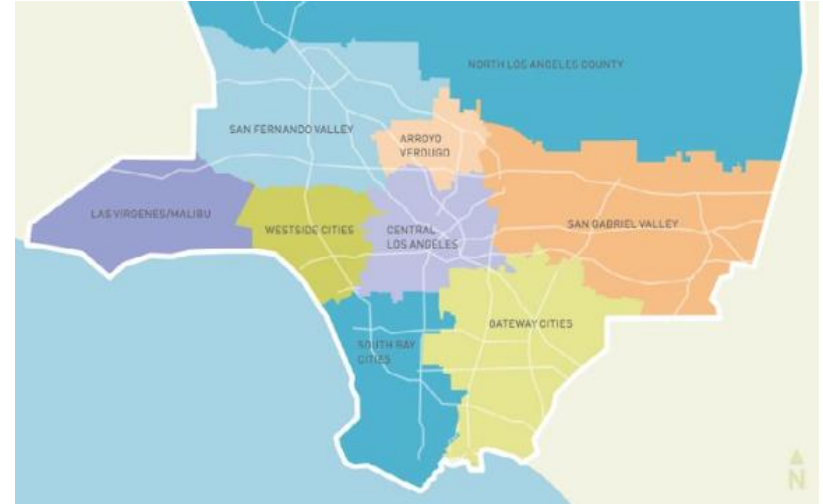 NORTH LOS ANGELES COUNTY
SAN FERNANDO VALLEY
ARROYO
VERDUGO
LAS VIRGENES/MALIBU
WESTSIDE CITIES
CENTRAL
LOS ANGELES
SAN GABRIEL VALLEY
GATEWAY CITIES
SOUTH BAY
CITIES
N